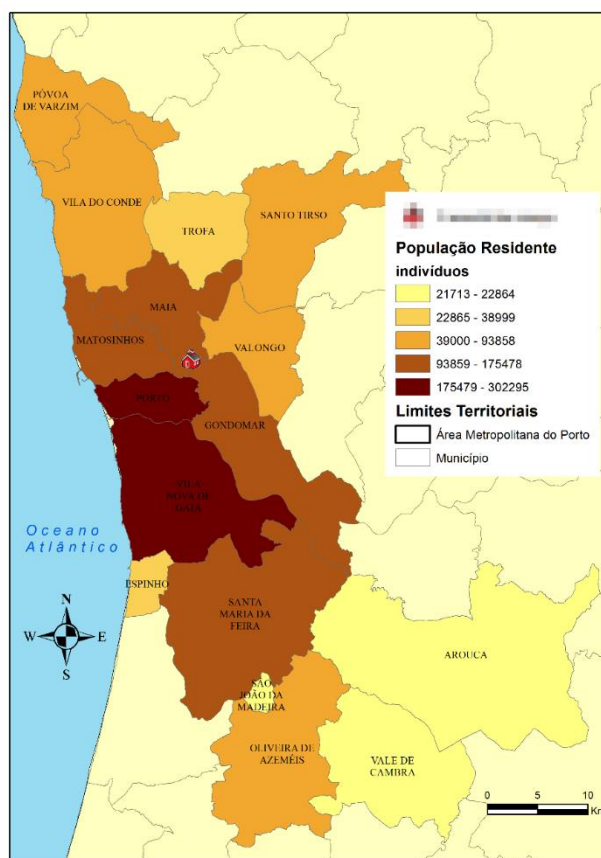 PÓVOA
DE VARZIM
VILA DO CONDE
TROFA
SANTO TIRSO
MAIA
MATOSINHOS
VALONGO
PORTO
GONDOMAR
VILA
NOVA DE
GAIA
Oceano
Atlântico
ESPINHO
N
W
E
S
SANTA
MARIA DA
FEIRA
AROUCA
SÃO
JOÃO DA
MADEIRA
OLIVEIRA DE
AZEMÉIS
VALE DE
CAMBRA
População Residente
indivíduos
21713 - 22864
22865 - 38999
39000 - 93858
93859 - 175478
175479 - 302295
Limites Territoriais
Área Metropolitana do Porto
Município
0 5 10
Km